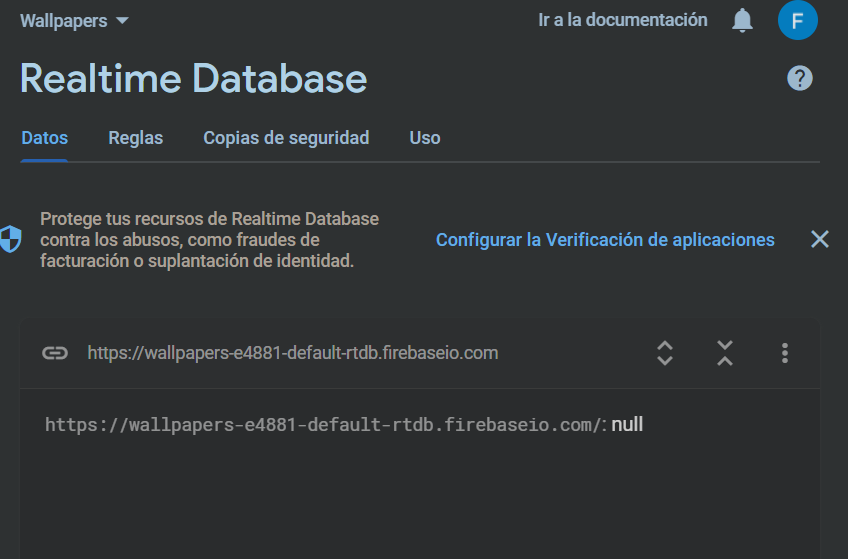 Wallpapers
Ir a la documentación
F
Realtime Database
?
Datos
Reglas
Copias de seguridad
Uso
Protege tus recursos de Realtime Database
contra los abusos, como fraudes de
facturación o suplantación de identidad.
Configurar la Verificación de aplicaciones
https://wallpapers-e4881-default-rtdb.firebaseio.com
https://wallpapers-e4881-default-rtdb.firebaseio.com/: null